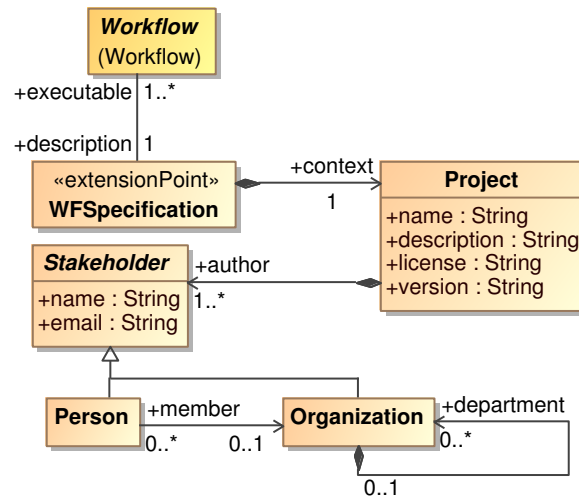 Workflow
(Workflow)
+executable
1..*
+description
1
«extensionPoint»
WFSpecification
+context
1
Project
+name : String
+description : String
+license : String
+version : String
Stakeholder
+name : String
+email : String
+author
1..*
Person
+member
0..*
0..1
Organization
+department
0..*
0..1